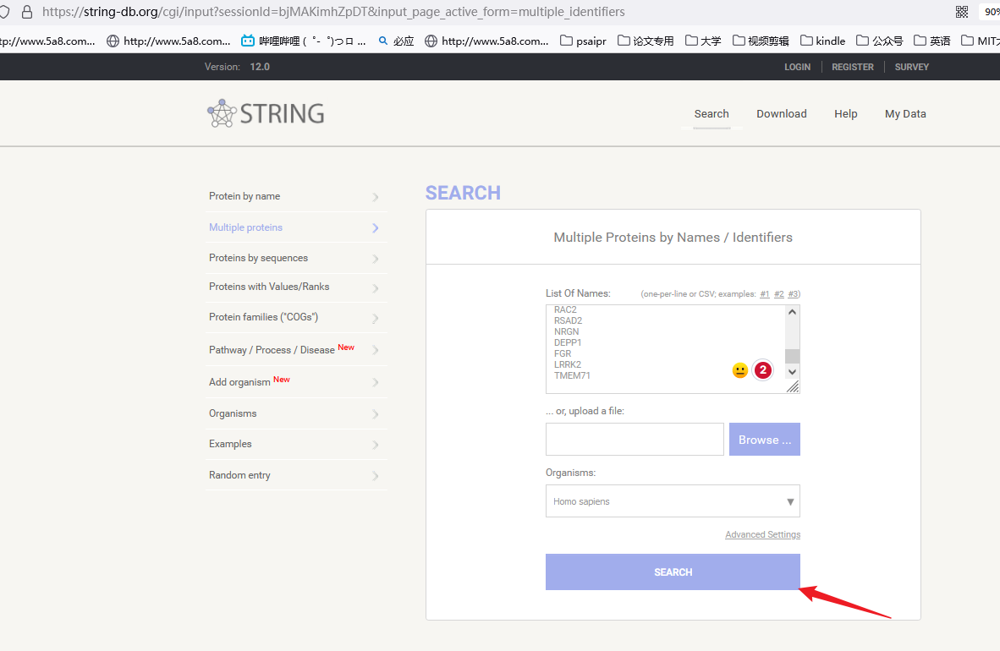 https://string-db.org/cgi/input?sessionId=bjMAKimhZpDT&input_page_active_form=multiple_identifiers
90%
tp://www.5a8.com... http://www.5a8.com... 哔哩哔哩 ( ゜- ゜)つロ ... 必应 http://www.5a8.com... psaipr 论文专用 大学 视频剪辑 kindle 公众号 英语 MIT大
Version: 12.0
LOGIN REGISTER SURVEY
STRING
Search Download Help My Data
Protein by name
Multiple proteins
Proteins by sequences
Proteins with Values/Ranks
Protein families ("COGs")
Pathway / Process / Disease New
Add organism New
Organisms
Examples
Random entry
SEARCH
Multiple Proteins by Names / Identifiers
List Of Names: (one-per-line or CSV; examples: #1 #2 #3)
RAC2
RSAD2
NRGN
DEPP1
FGR
LRRK2
TMEM71
2
... or, upload a file:
Browse ...
Organisms:
Homo sapiens
Advanced Settings
SEARCH